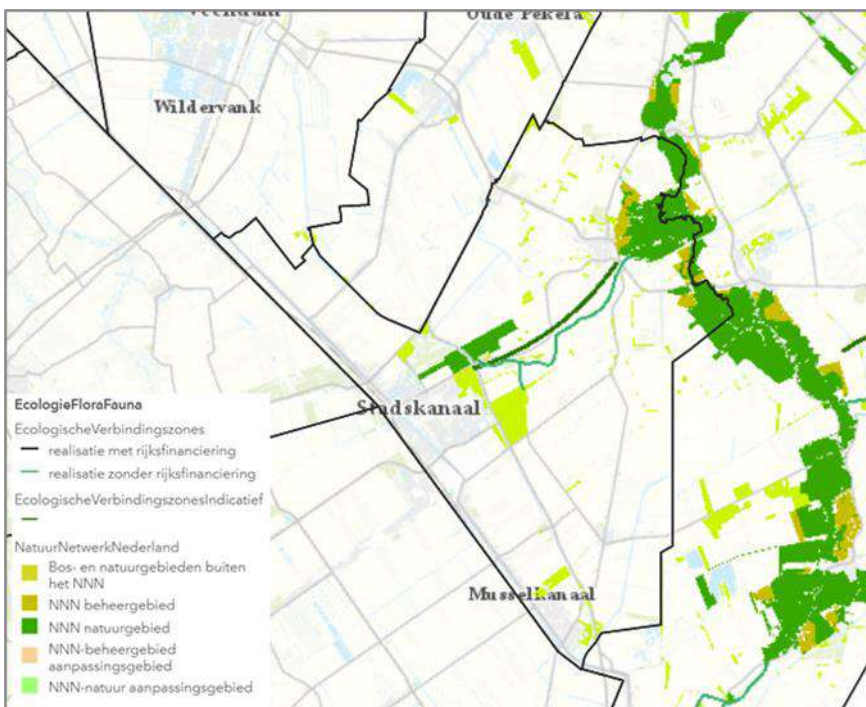 Veendam
Oude Pekela
Wildervank
Stadskanaal
Musselkanaal
EcologieFloraFauna
EcologischeVerbindingszones
realisatie met rijksfinanciering
realisatie zonder rijksfinanciering
EcologischeVerbindingszonesIndicatief
NatuurNetwerkNederland
Bos- en natuurgebieden buiten
het NNN
NNN beheergebied
NNN natuurgebied
NNN-beheergebied
aanpassingsgebied
NNN-natuur aanpassingsgebied